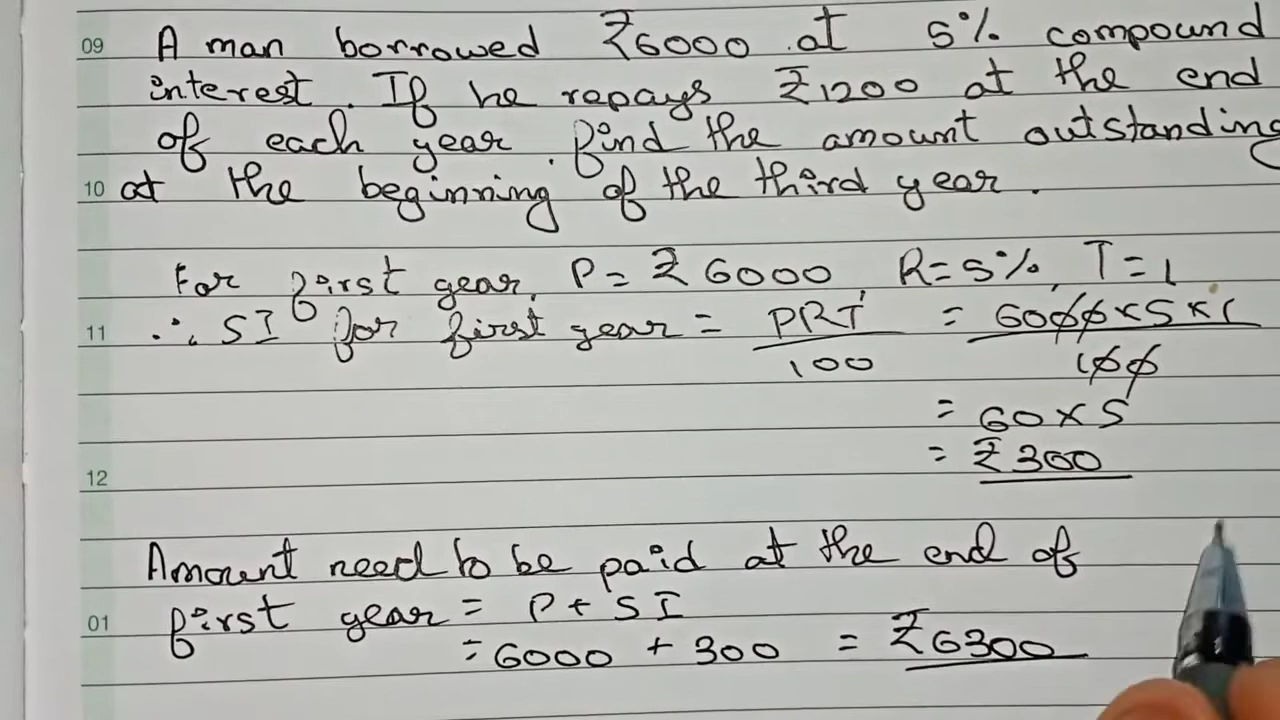 09 A man borrowed ₹6000 at 5% compound
interest. If he repays ₹1200 at the end
of each year. Find the amount outstanding
10 at the beginning of the third year.
For first year, P = ₹6000, R=5%, T=1
11 ∴ SI for first year = PRT/100 = 6000×5×1/100
= 60×5
= ₹300
12
Amount need to be paid at the end of
01 first year = P + SI
= 6000 + 300 = ₹6300